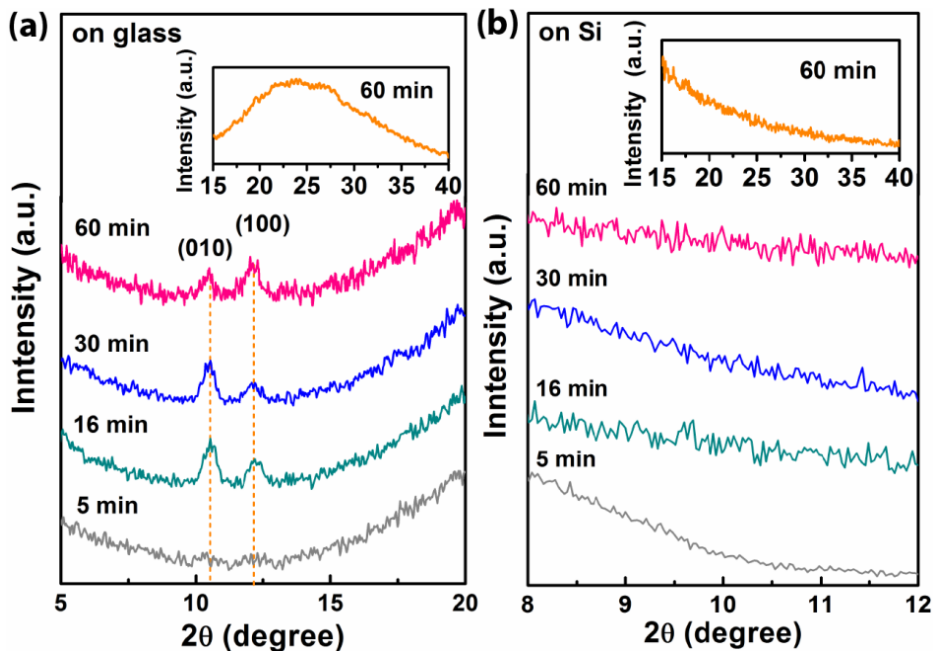 (a)
on glass
60 min
Intensity (a.u.)
15 20 25 30 35 40
60 min
(010)
(100)
30 min
16 min
5 min
Inntensity (a.u.)
5 10 15 20
2θ (degree)
(b)
on Si
60 min
Intensity (a.u.)
15 20 25 30 35 40
60 min
30 min
16 min
5 min
Inntensity (a.u.)
8 9 10 11 12
2θ (degree)